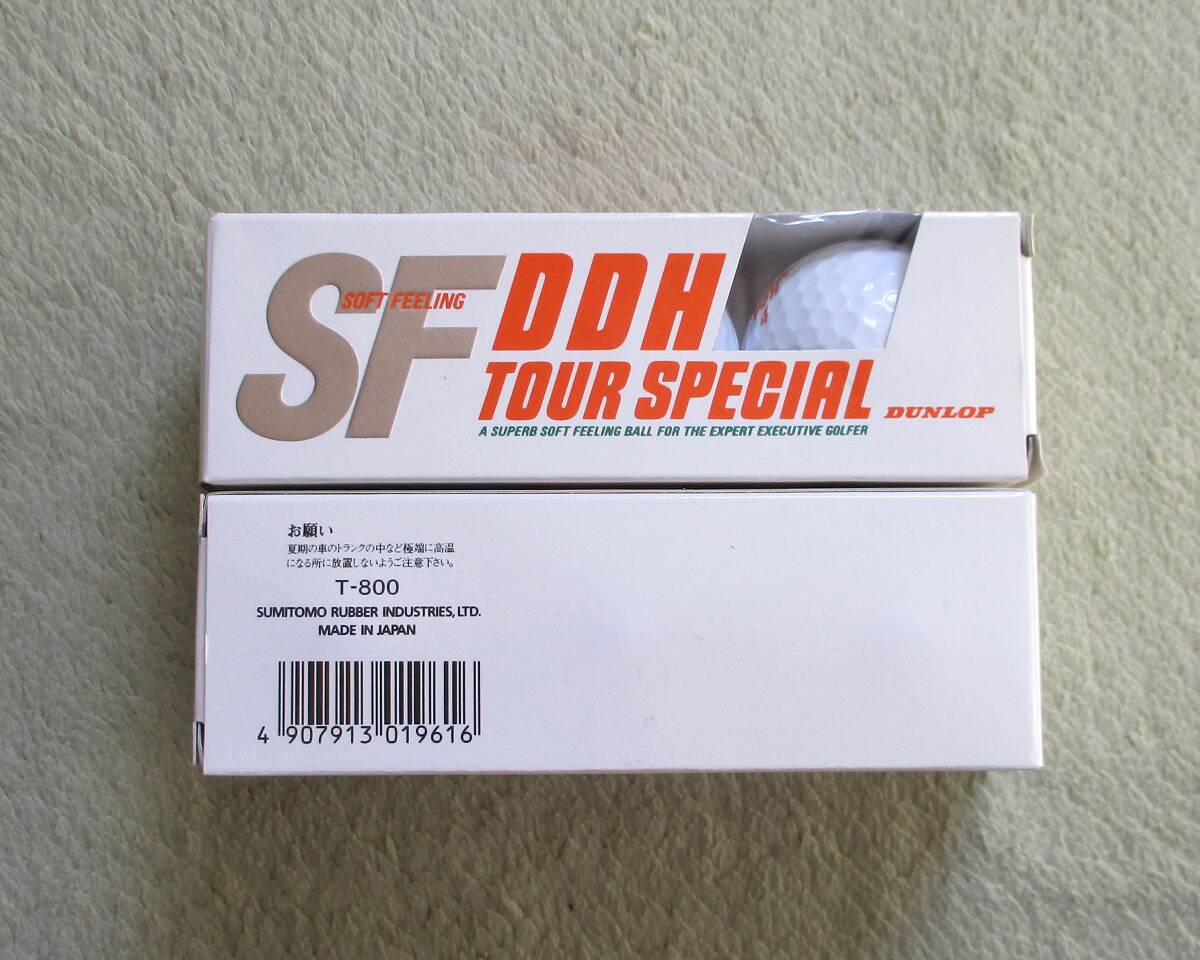 SF
SOFT FEELING
DDH
TOUR SPECIAL
DUNLOP
A SUPERB SOFT FEELING BALL FOR THE EXPERT EXECUTIVE GOLFER
お願い
夏期の車のトランクの中など極端に高温
になる所に放置しないようご注意下さい。
T-800
SUMITOMO RUBBER INDUSTRIES, LTD.
MADE IN JAPAN
4 907913 019616